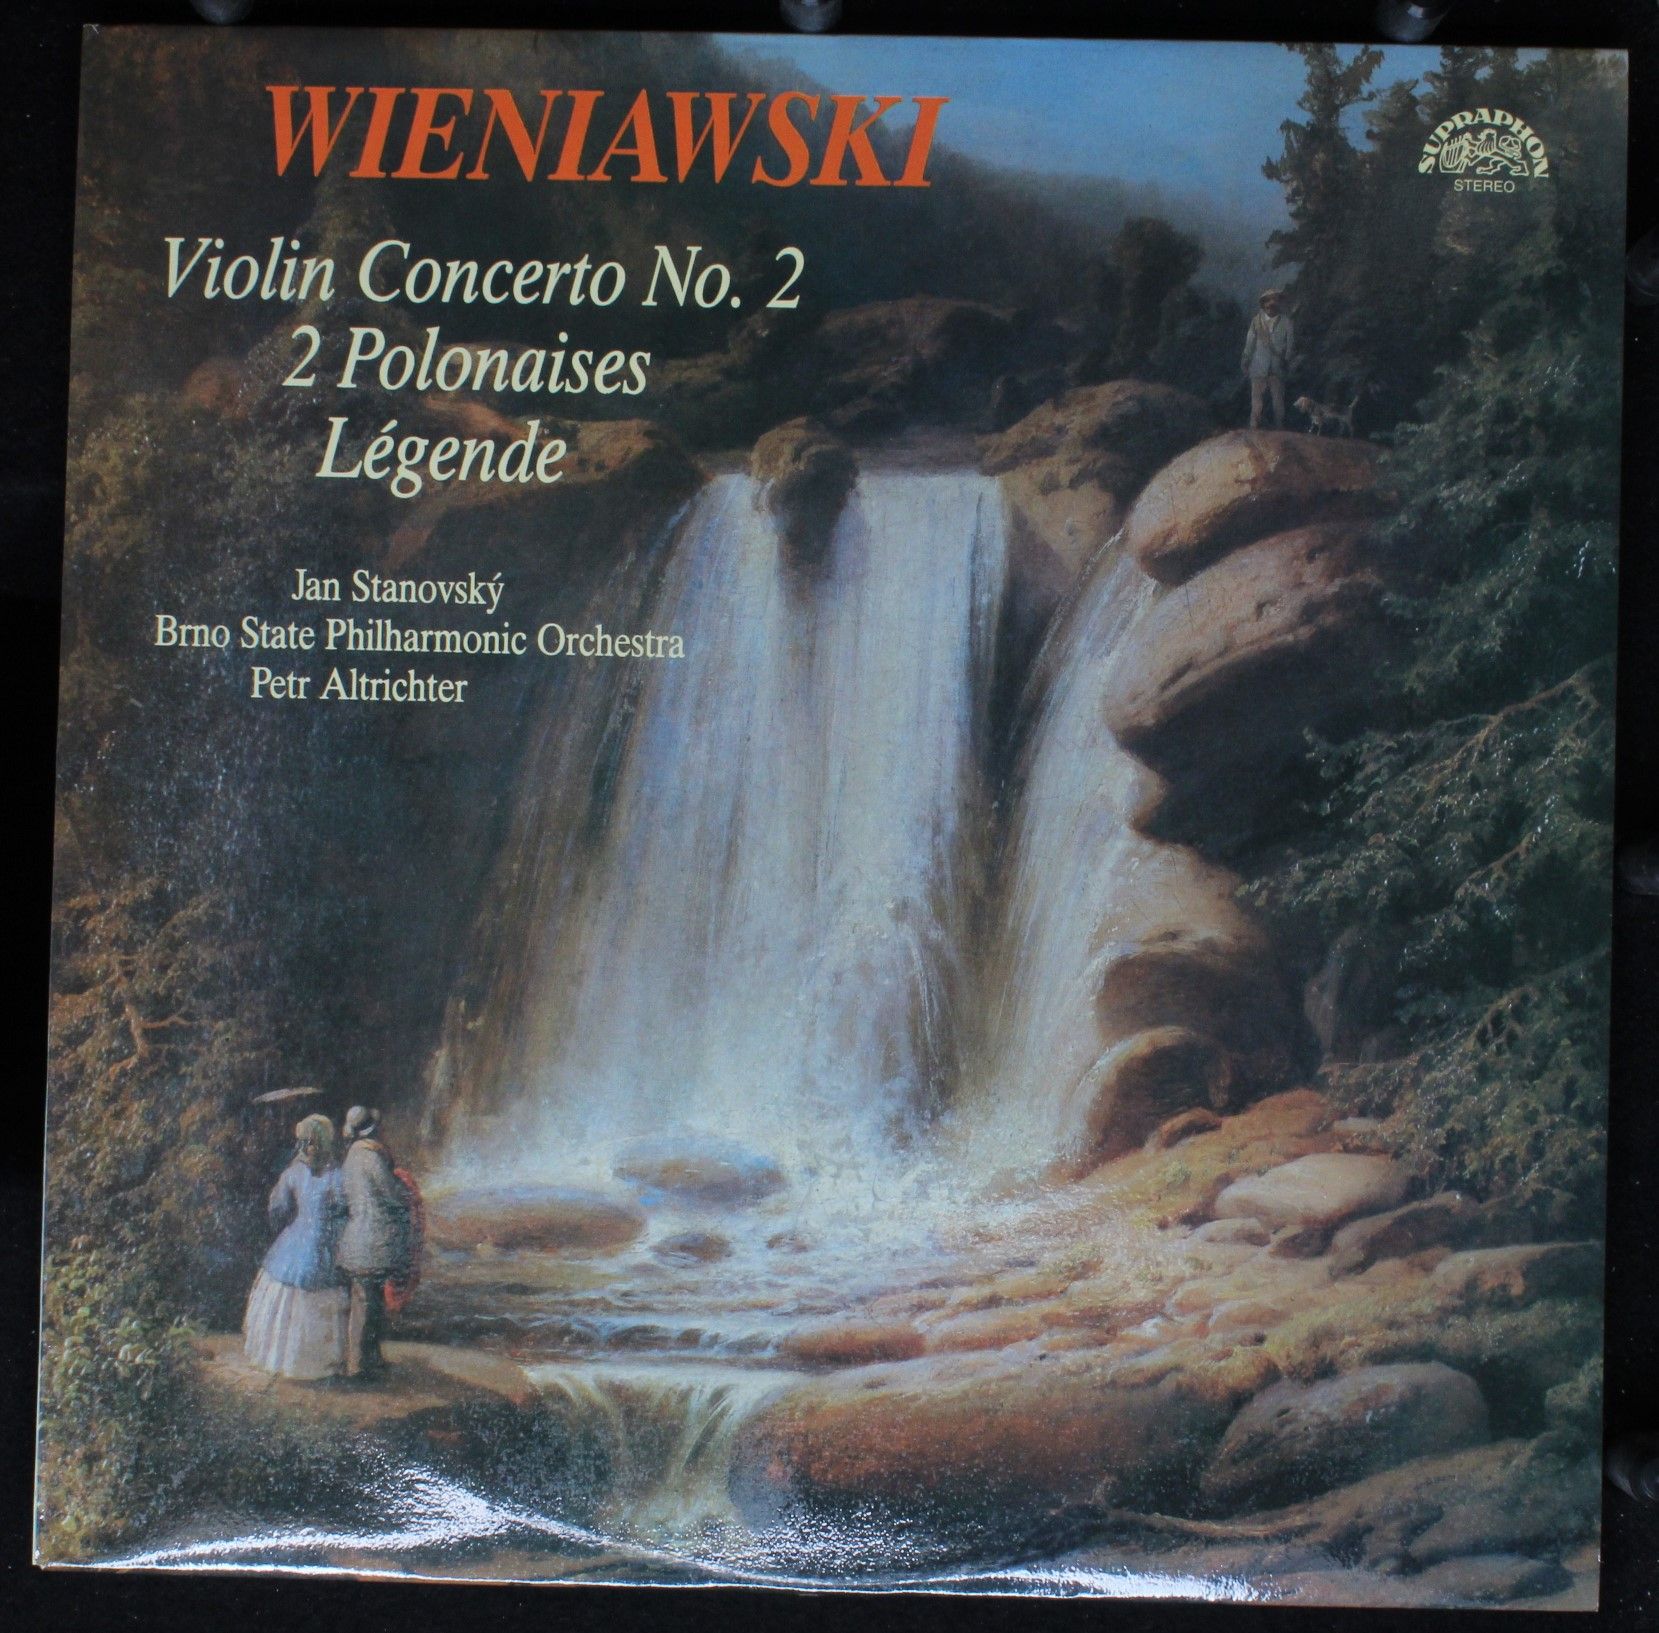 WIENIAWSKI
SUPRAPHON
STEREO
Violin Concerto No. 2
2 Polonaises
Légende
Jan Stanovský
Brno State Philharmonic Orchestra
Petr Altrichter